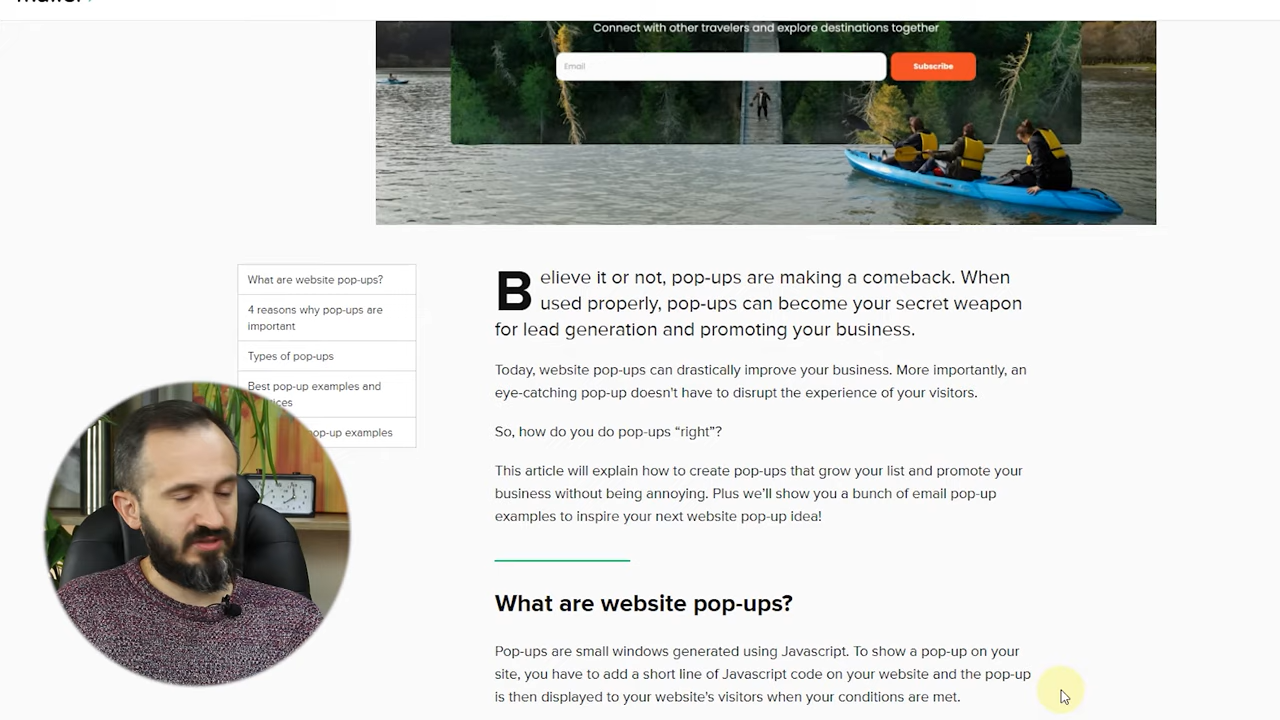 Connect with other travelers and explore destinations together
Email
Subscribe
What are website pop-ups?
4 reasons why pop-ups are
important
Types of pop-ups
Best pop-up examples and
pop-up examples
Believe it or not, pop-ups are making a comeback. When
used properly, pop-ups can become your secret weapon
for lead generation and promoting your business.
Today, website pop-ups can drastically improve your business. More importantly, an
eye-catching pop-up doesn't have to disrupt the experience of your visitors.
So, how do you do pop-ups “right”?
This article will explain how to create pop-ups that grow your list and promote your
business without being annoying. Plus we’ll show you a bunch of email pop-up
examples to inspire your next website pop-up idea!
What are website pop-ups?
Pop-ups are small windows generated using Javascript. To show a pop-up on your
site, you have to add a short line of Javascript code on your website and the pop-up
is then displayed to your website’s visitors when your conditions are met.